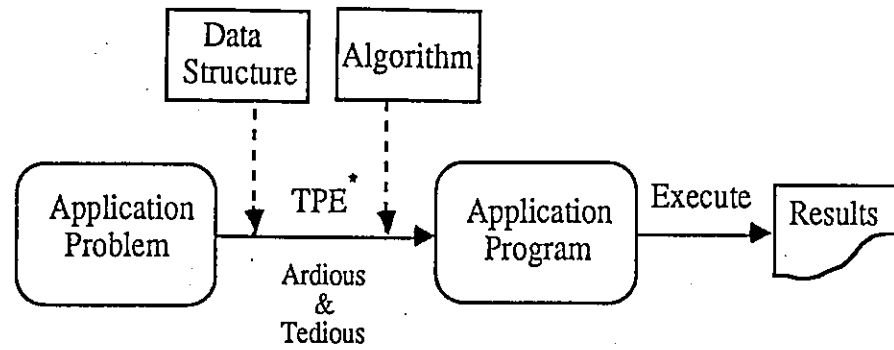 Data
Structure
Algorithm
Application
Problem
TPE*
Ardious
&
Tedious
Application
Program
Execute
Results